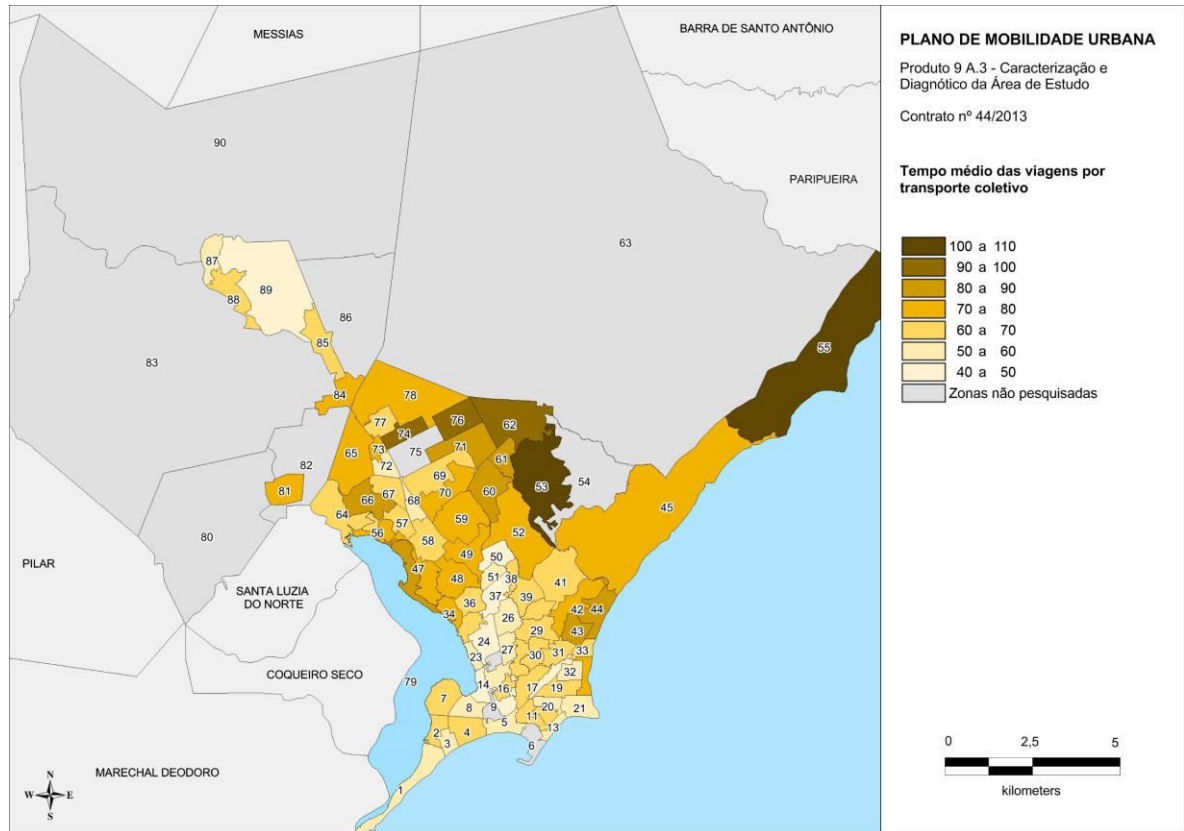 MESSIAS
BARRA DE SANTO ANTÔNIO
PARIPUEIRA
PILAR
SANTA LUZIA
DO NORTE
COQUEIRO SECO
MARECHAL DEODORO
90
63
87
89
88
86
85
83
84
78
55
77
76
62
74
73
75
71
65
72
61
82
69
53
54
81
66
67
70
60
68
45
64
57
59
56
52
80
58
49
50
47
48
51
38
41
37
39
36
42
44
34
26
43
29
24
27
31
33
23
30
32
79
14
16
17
19
7
8
9
20
21
5
11
2
4
13
3
6
1
N
W
E
S
PLANO DE MOBILIDADE URBANA
Produto 9 A.3 - Caracterização e
Diagnótico da Área de Estudo
Contrato nº 44/2013
Tempo médio das viagens por
transporte coletivo
100 a 110
90 a 100
80 a 90
70 a 80
60 a 70
50 a 60
40 a 50
Zonas não pesquisadas
0 2,5 5
kilometers